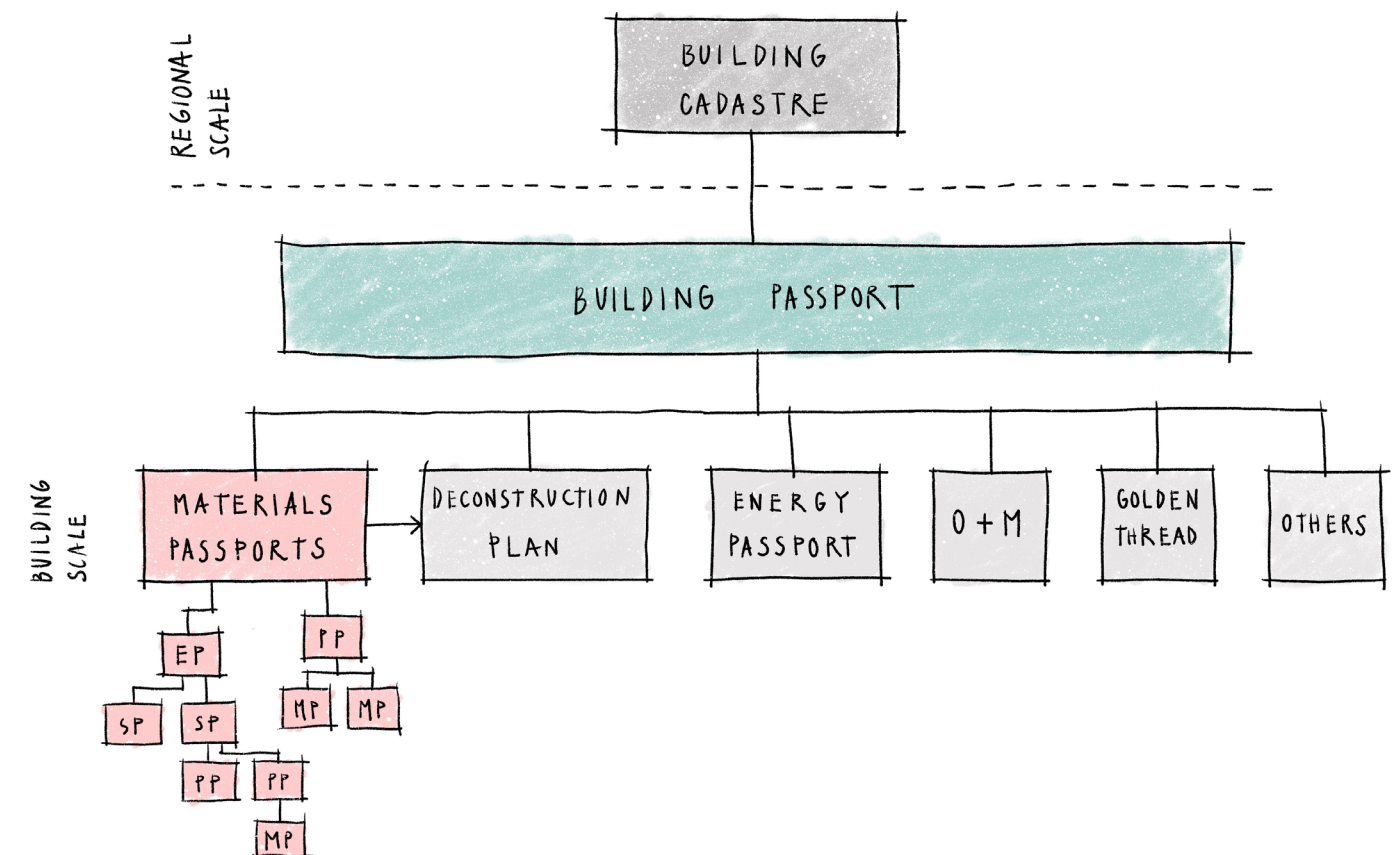 REGIONAL
SCALE
BUILDING
CADASTRE
BUILDING PASSPORT
BUILDING
SCALE
MATERIALS
PASSPORTS
DECONSTRUCTION
PLAN
ENERGY
PASSPORT
O + M
GOLDEN
THREAD
OTHERS
EP
PP
SP
SP
MP
MP
PP
PP
MP